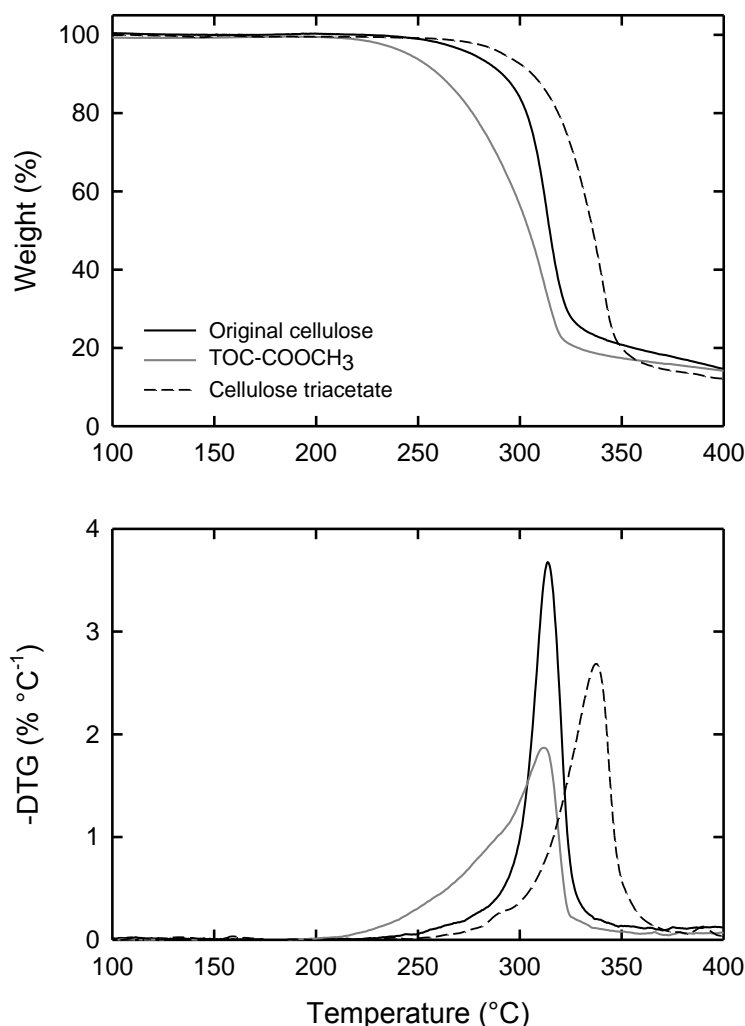 100
80
60
40
20
0
Weight (%)
Original cellulose
TOC-COOCH3
Cellulose triacetate
100 150 200 250 300 350 400
4
3
2
1
0
-DTG (% °C-1)
100 150 200 250 300 350 400
Temperature (°C)